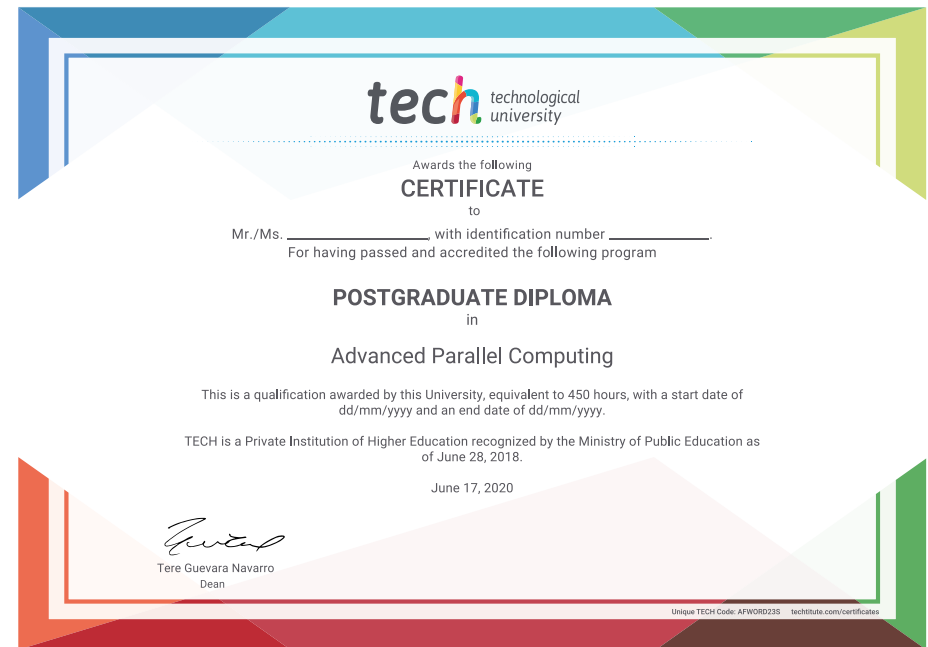 tech technological
university
Awards the following
CERTIFICATE
to
Mr./Ms. ____________________, with identification number ______________.
For having passed and accredited the following program
POSTGRADUATE DIPLOMA
in
Advanced Parallel Computing
This is a qualification awarded by this University, equivalent to 450 hours, with a start date of
dd/mm/yyyy and an end date of dd/mm/yyyy.
TECH is a Private Institution of Higher Education recognized by the Ministry of Public Education as
of June 28, 2018.
June 17, 2020
Tere Guevara Navarro
Dean
Unique TECH Code: AFWORD23S techtitute.com/certificates